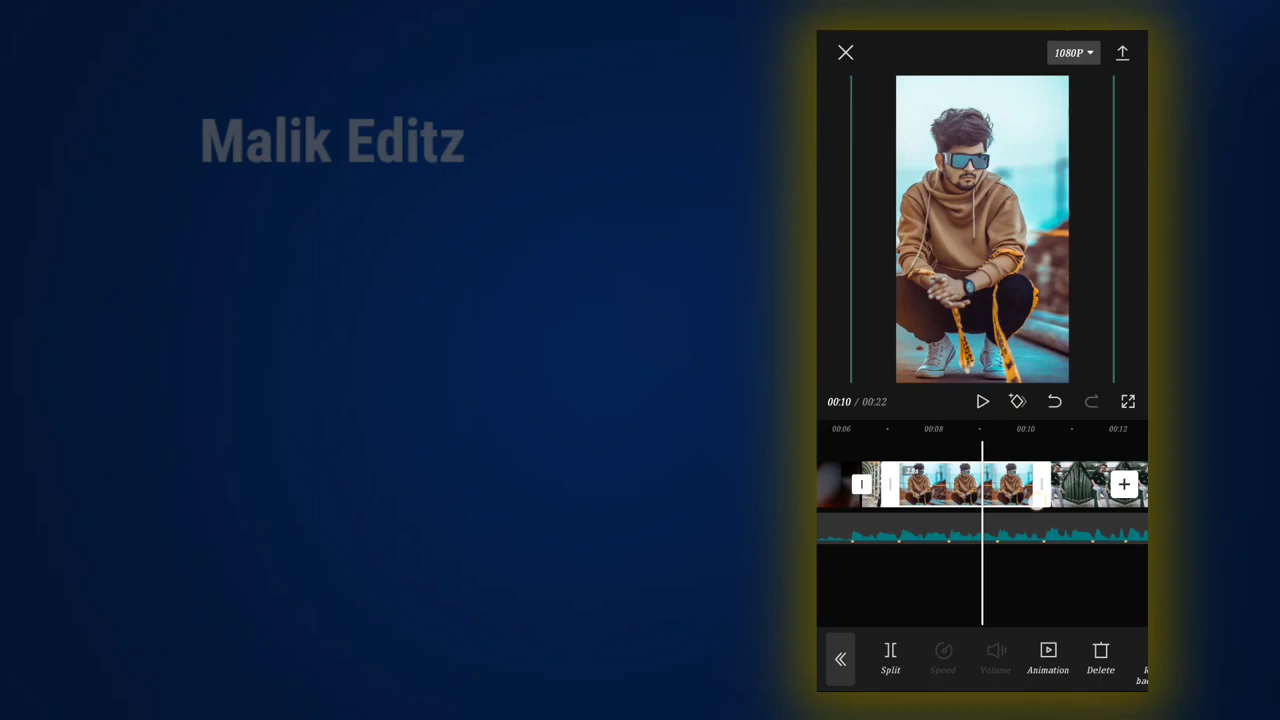 Malik Editz
1080P
00:10 / 00:22
00:06 00:08 00:10 00:12
Split Speed Volume Animation Delete